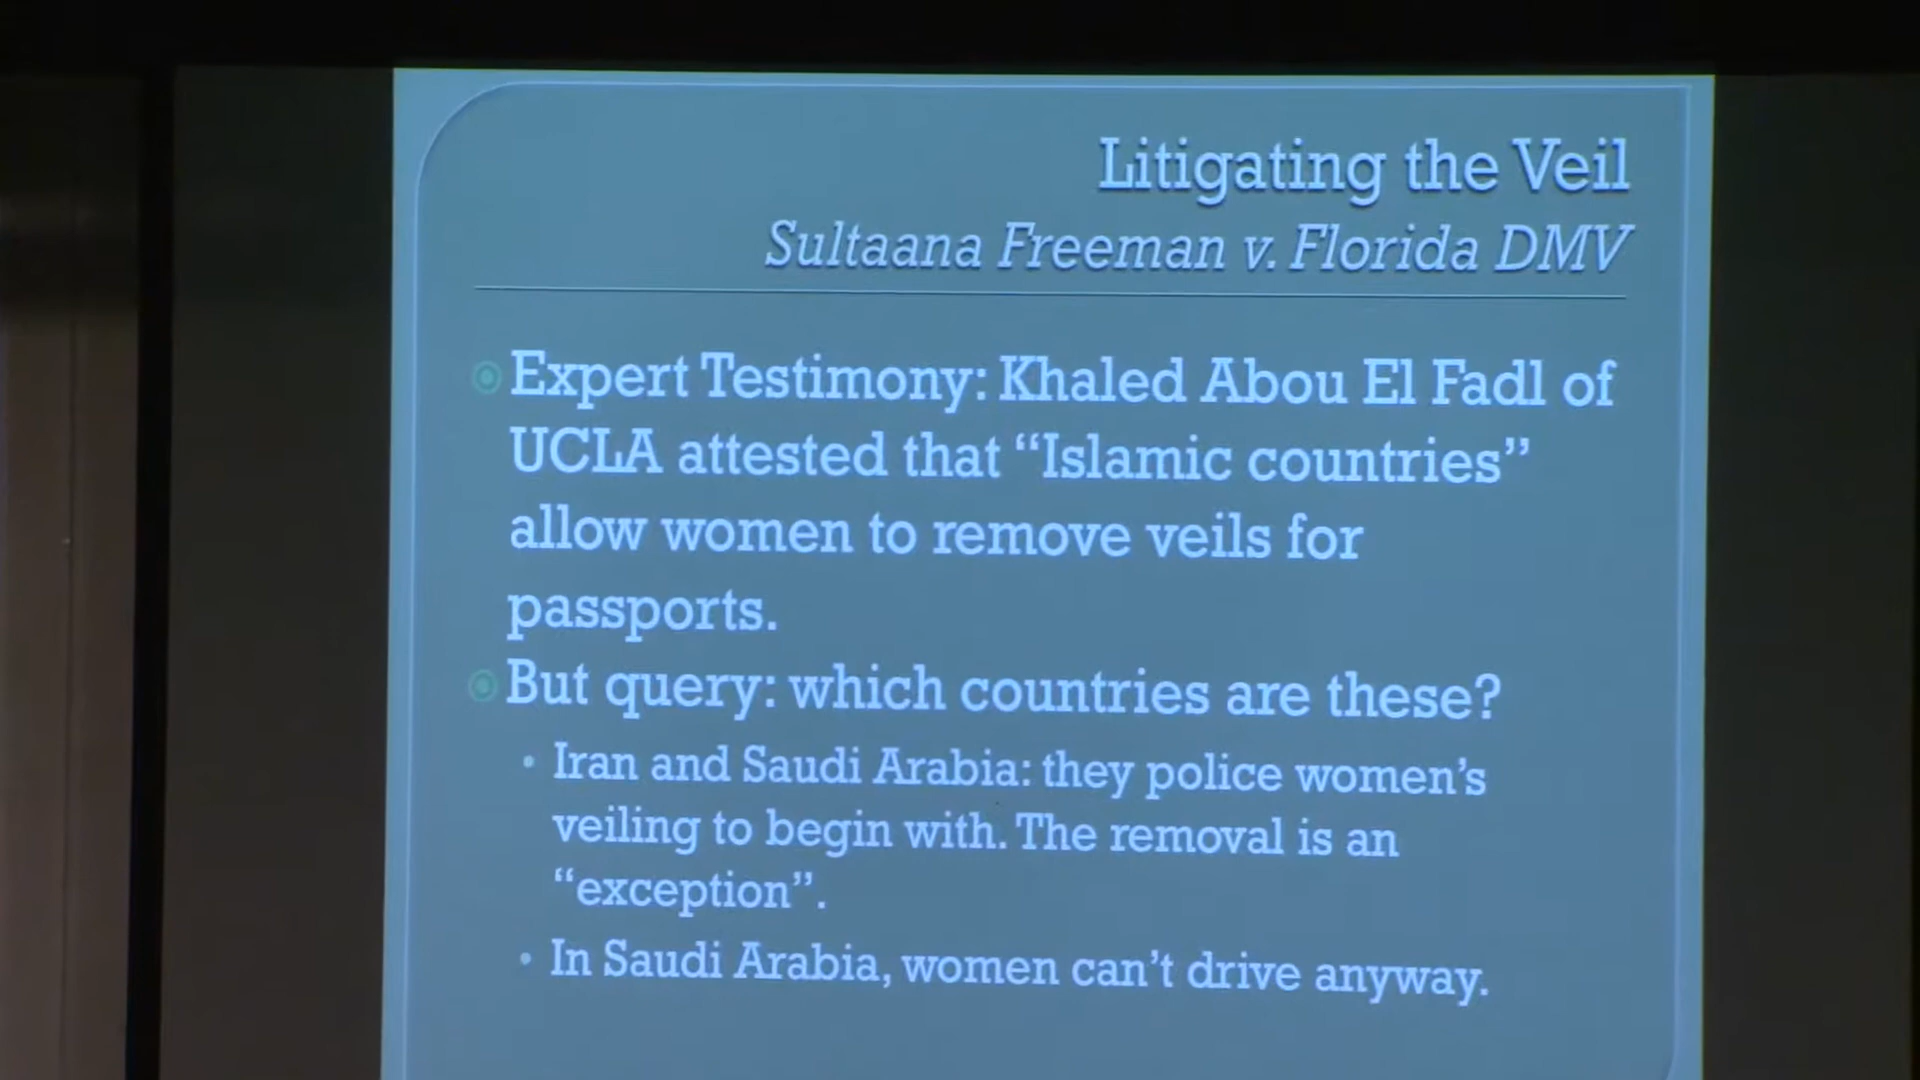 Litigating the Veil
Sultaana Freeman v. Florida DMV
Expert Testimony: Khaled Abou El Fadl of
UCLA attested that “Islamic countries”
allow women to remove veils for
passports.
But query: which countries are these?
• Iran and Saudi Arabia: they police women’s
veiling to begin with. The removal is an
“exception”.
• In Saudi Arabia, women can’t drive anyway.